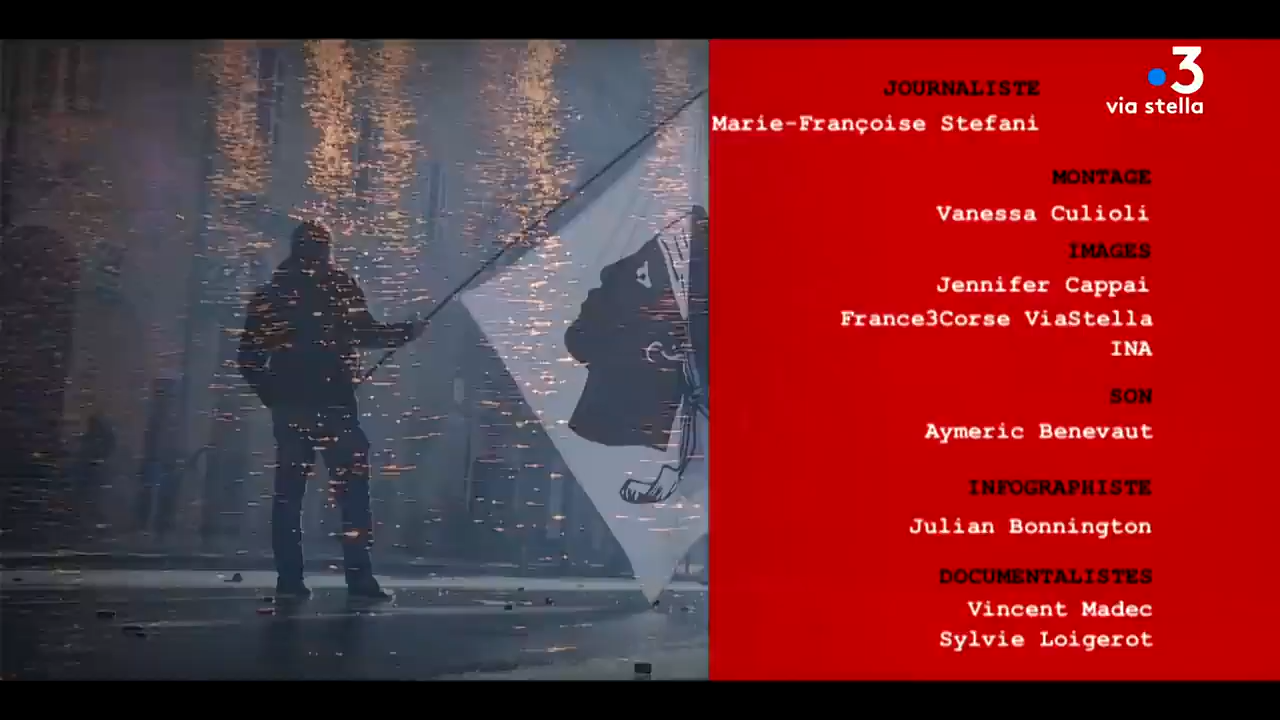 3
via stella
JOURNALISTE
Marie-Françoise Stefani
MONTAGE
Vanessa Culioli
IMAGES
Jennifer Cappai
France3Corse ViaStella
INA
SON
Aymeric Benevaut
INFOGRAPHISTE
Julian Bonnington
DOCUMENTALISTES
Vincent Madec
Sylvie Loigerot